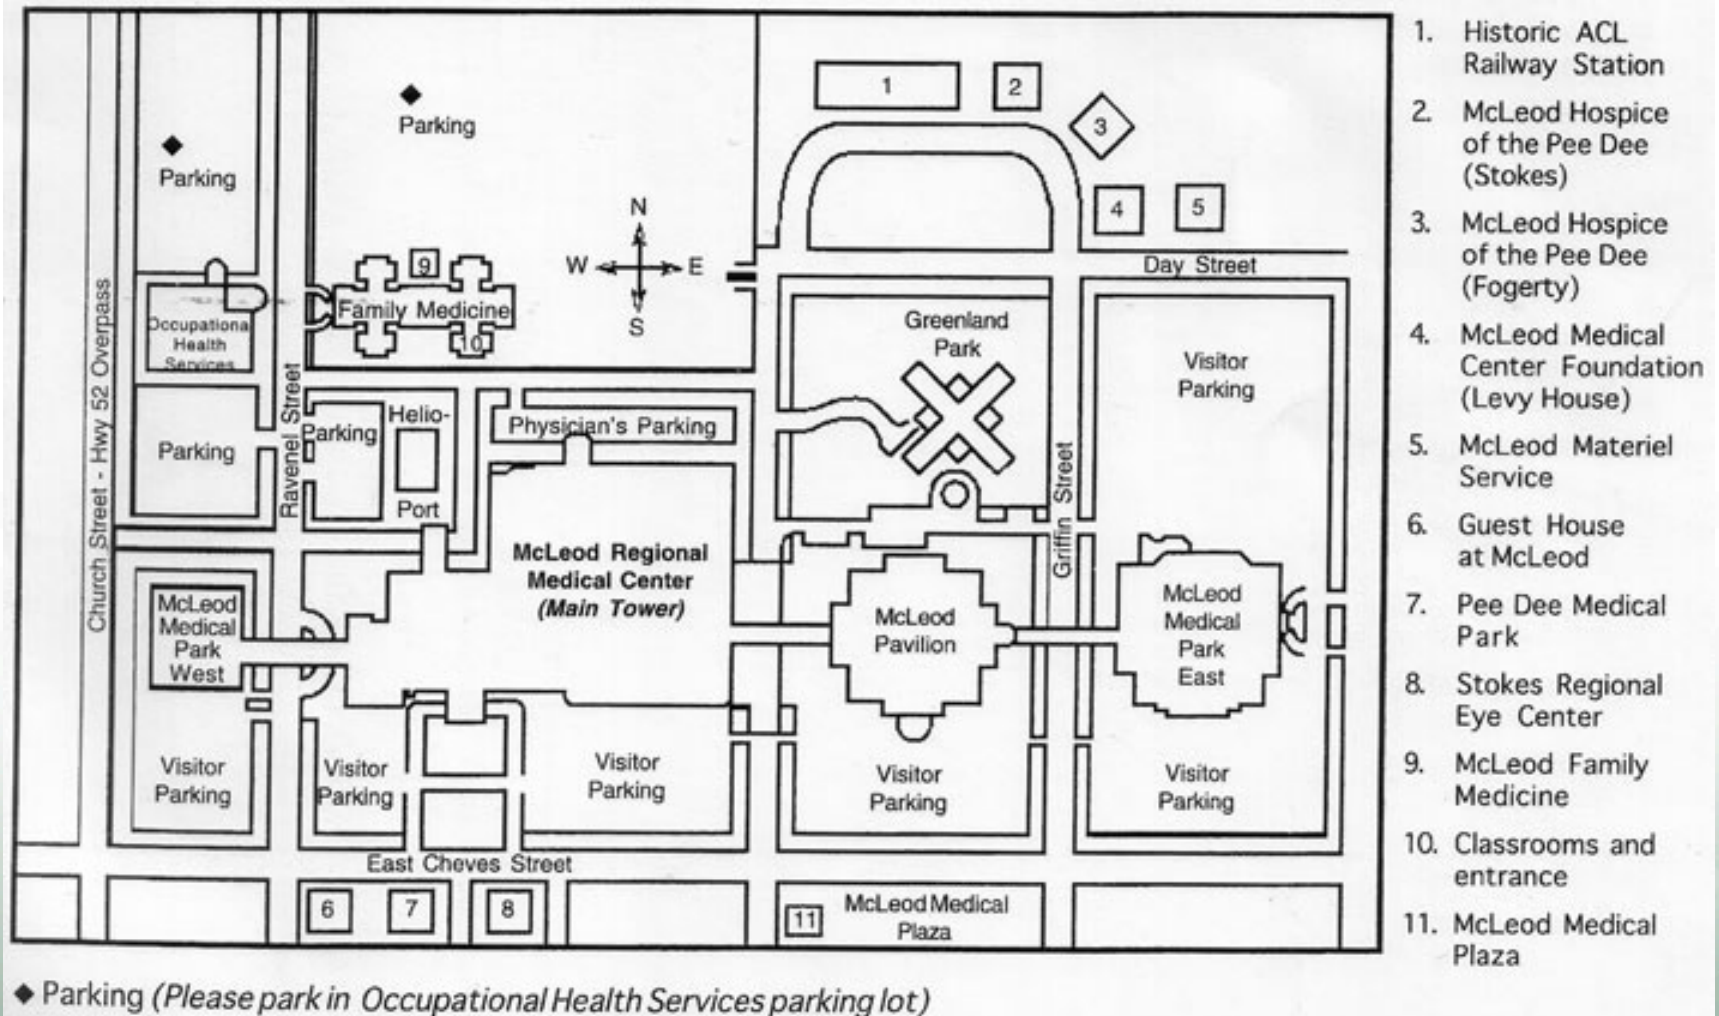 1. Historic ACL
Railway Station
2. McLeod Hospice
of the Pee Dee
(Stokes)
3. McLeod Hospice
of the Pee Dee
(Fogerty)
4. McLeod Medical
Center Foundation
(Levy House)
5. McLeod Materiel
Service
6. Guest House
at McLeod
7. Pee Dee Medical
Park
8. Stokes Regional
Eye Center
9. McLeod Family
Medicine
10. Classrooms and
entrance
11. McLeod Medical
Plaza
1
2
3
4
5
◆
Parking
◆
Parking
N
W E
S
Day Street
9
Family Medicine
10
Occupational
Health
Services
Church Street - Hwy 52 Overpass
Ravenel Street
Greenland
Park
Visitor
Parking
Parking
Parking
Helio-
Port
Physician's Parking
Griffin Street
McLeod Regional
Medical Center
(Main Tower)
McLeod
Medical
Park
West
McLeod
Pavilion
McLeod
Medical
Park
East
Visitor
Parking
Visitor
Parking
Visitor
Parking
Visitor
Parking
Visitor
Parking
East Cheves Street
6
7
8
11
McLeod Medical
Plaza
◆ Parking (Please park in Occupational Health Services parking lot)